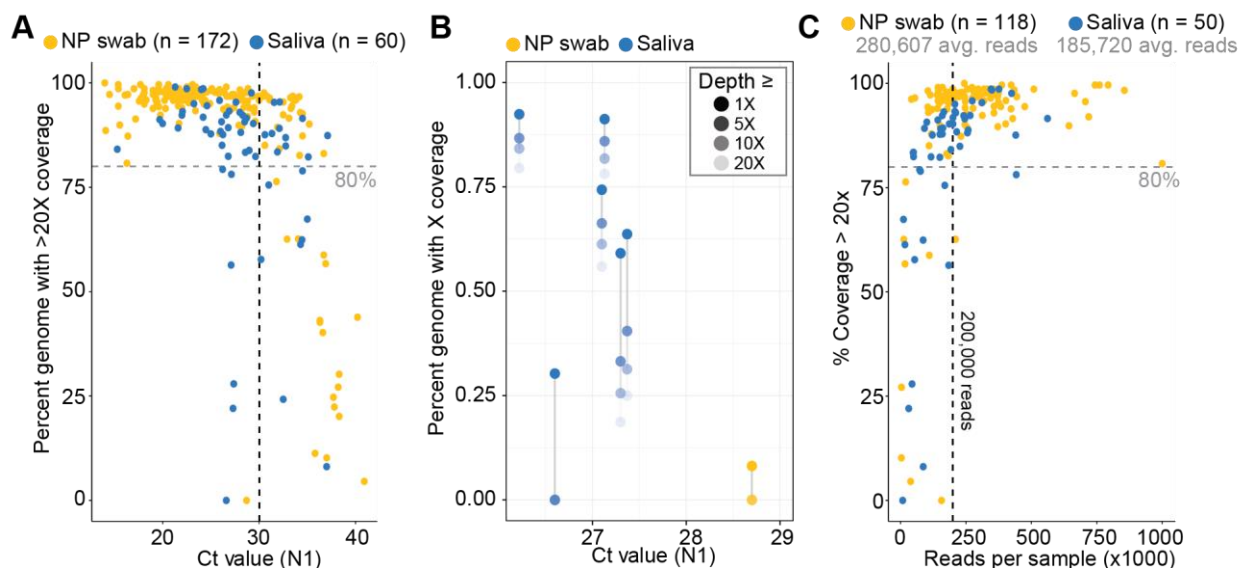 A
NP swab (n = 172) Saliva (n = 60)
Percent genome with >20X coverage
100
75
50
25
0
80%
20 30 40
Ct value (N1)
B
NP swab Saliva
Percent genome with X coverage
1.00
0.75
0.50
0.25
0.00
Depth ≥
1X
5X
10X
20X
27 28 29
Ct value (N1)
C
NP swab (n = 118) Saliva (n = 50)
280,607 avg. reads 185,720 avg. reads
% Coverage > 20x
100
75
50
25
0
80%
200,000 reads
0 250 500 750 1000
Reads per sample (x1000)